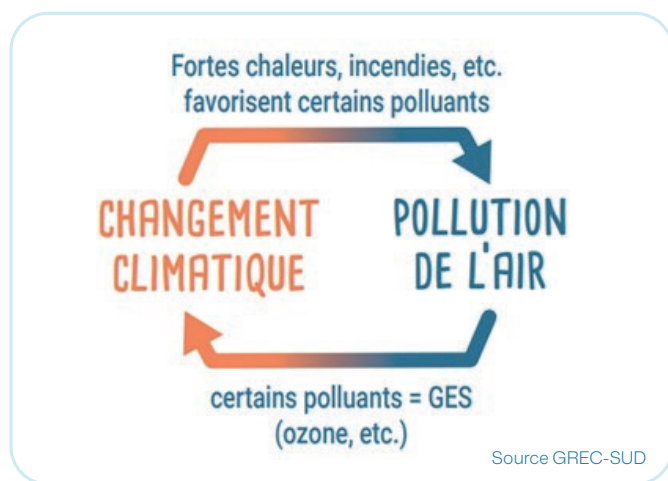 Fortes chaleurs, incendies, etc.
favorisent certains polluants
CHANGEMENT
CLIMATIQUE
POLLUTION
DE L'AIR
certains polluants = GES
(ozone, etc.)
Source GREC-SUD